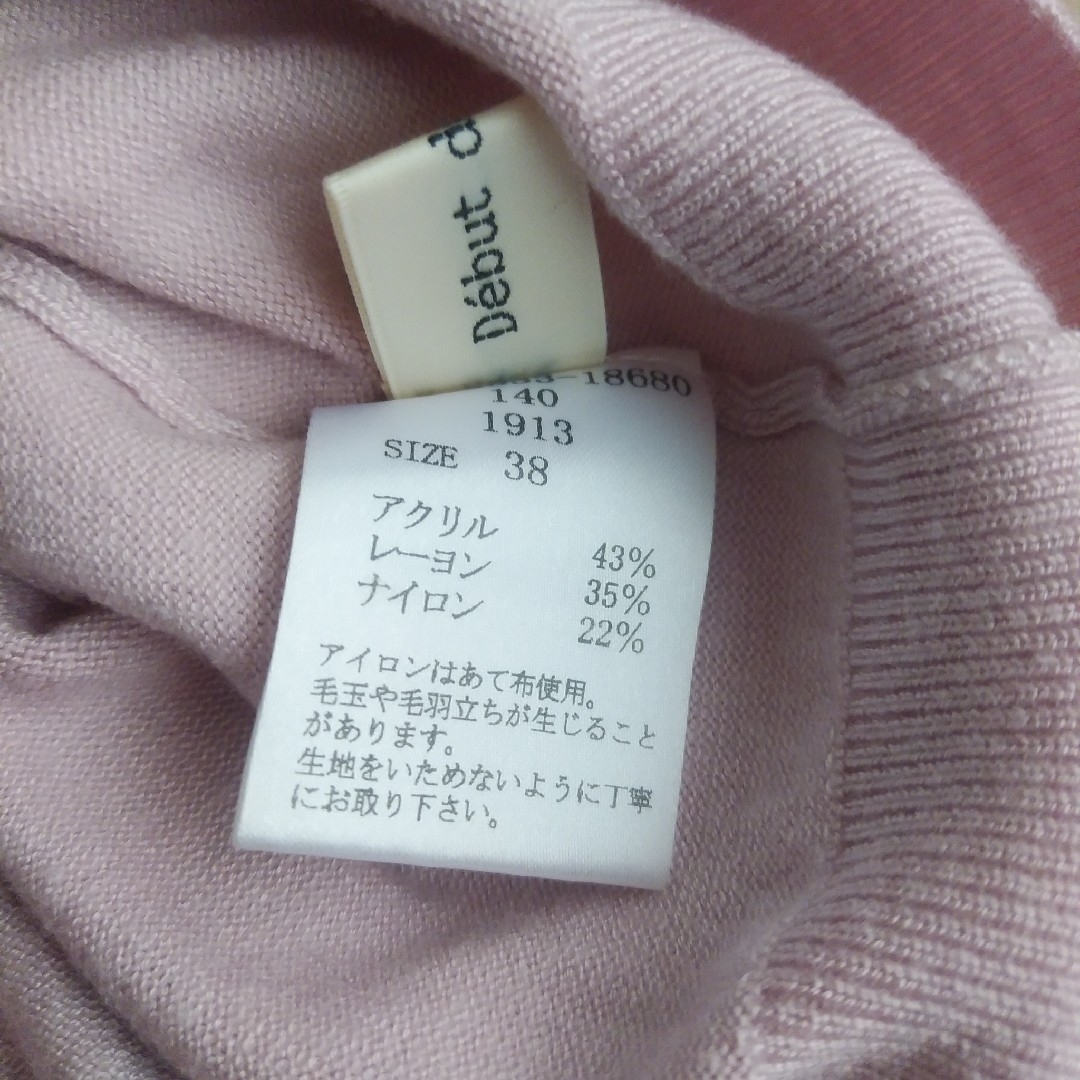 Début
-18680
140
1913
SIZE 38
アクリル 43%
レーヨン 35%
ナイロン 22%
アイロンはあて布使用。
毛玉や毛羽立ちが生じること
があります。
生地をいためないように丁寧
にお取り下さい。